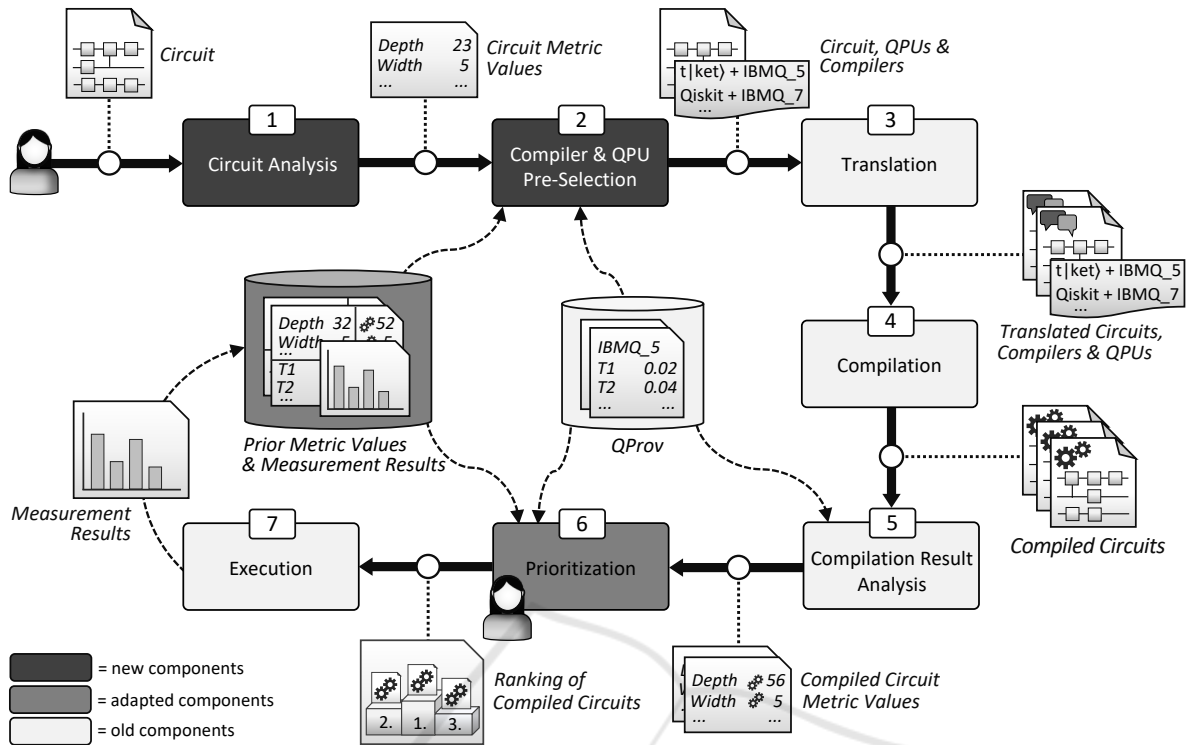 Circuit
Depth 23
Width 5
... ...
Circuit Metric
Values
t|ket⟩ + IBMQ_5
Qiskit + IBMQ_7
...
Circuit, QPUs &
Compilers
1
Circuit Analysis
2
Compiler & QPU
Pre-Selection
3
Translation
t|ket⟩ + IBMQ_5
Qiskit + IBMQ_7
...
Translated Circuits,
Compilers & QPUs
Depth 32 52
Width 5 5
...
T1
T2
...
Prior Metric Values
& Measurement Results
IBMQ_5
T1 0.02
T2 0.04
... ...
QProv
4
Compilation
Compiled Circuits
Measurement
Results
7
Execution
6
Prioritization
5
Compilation Result
Analysis
2. 1. 3.
Ranking of
Compiled Circuits
Depth 56
Width 5
... ...
Compiled Circuit
Metric Values
= new components
= adapted components
= old components